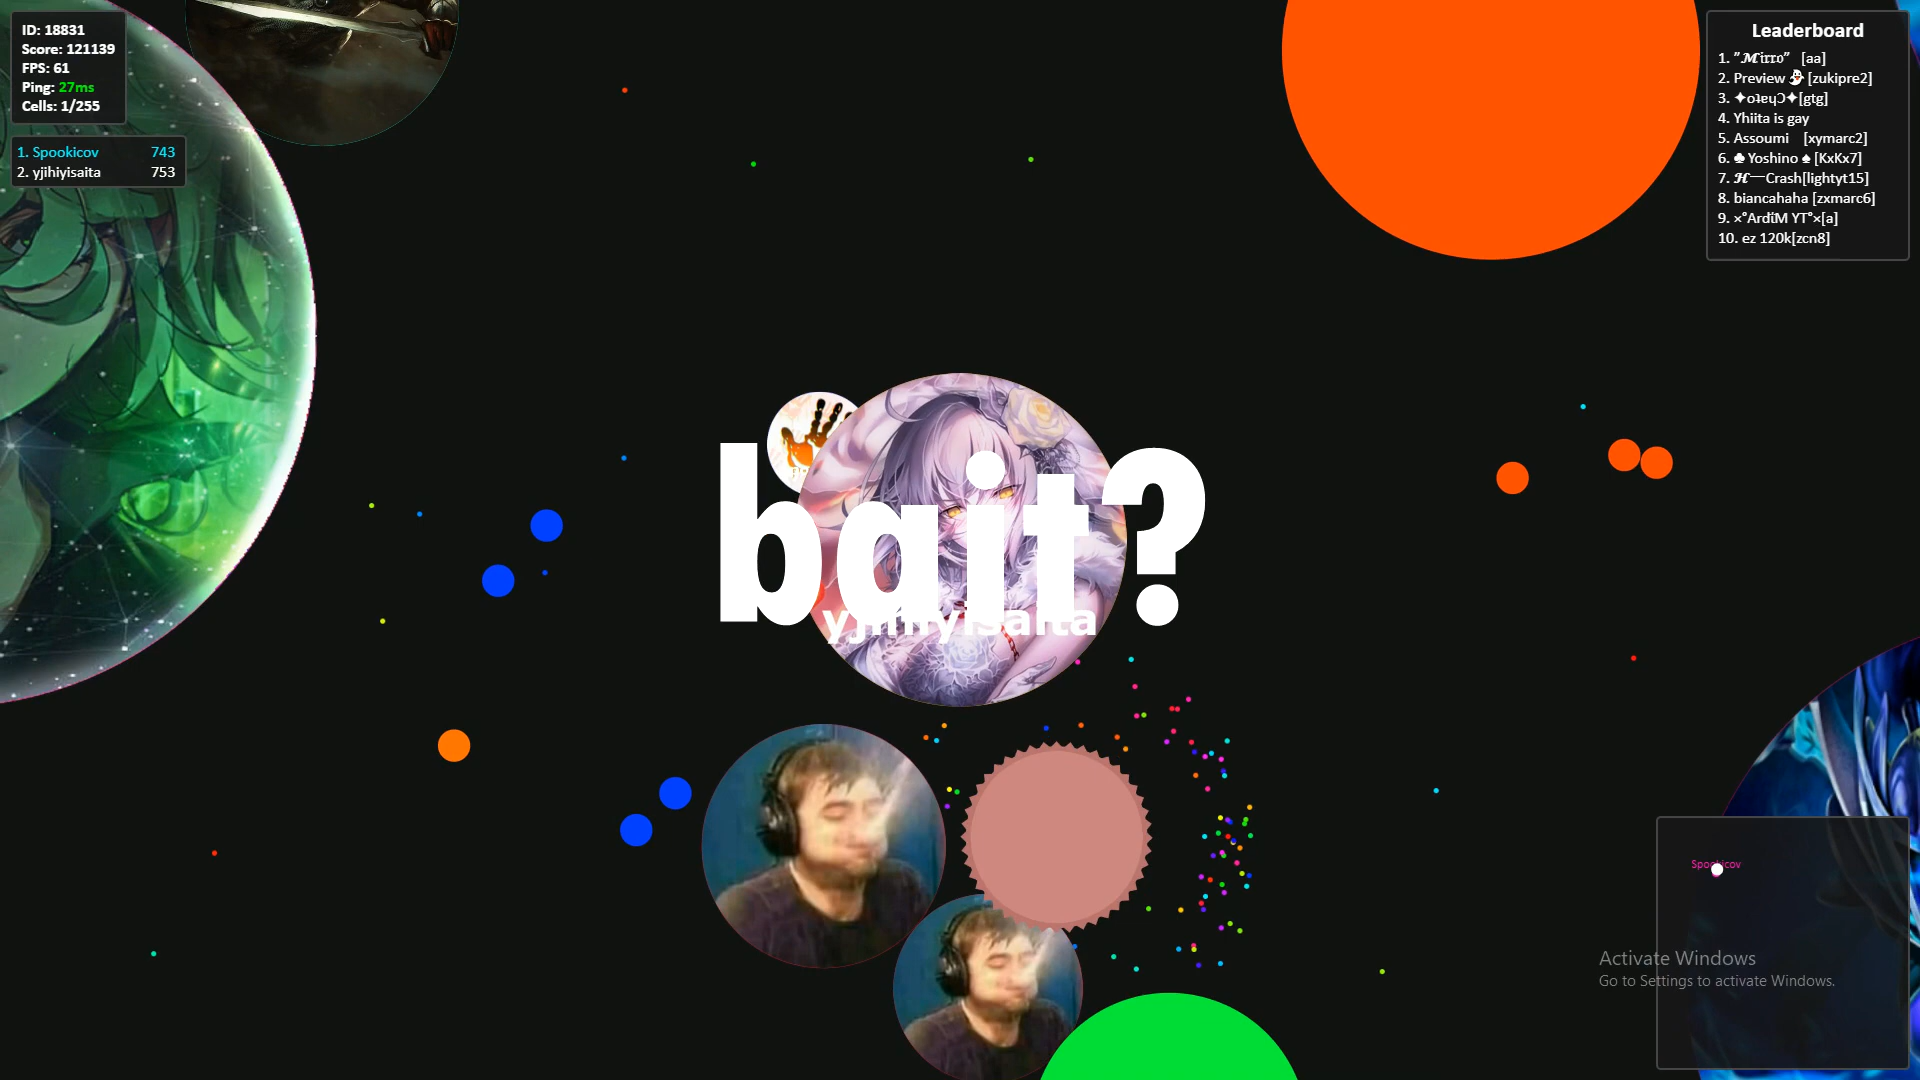 ID: 18831
Score: 121139
FPS: 61
Ping: 27ms
Cells: 1/255
1. Spookicov 743
2. yjihiyisaita 753
Leaderboard
1. ”𝓜𝔦𝔯𝔯𝔬” [aa]
2. Preview 👻 [zukipre2]
3. ✦oɿɐyƆ✦[gtg]
4. Yhiita is gay
5. Assoumi [xymarc2]
6. ♣ Yoshino ♠ [KxKx7]
7. 𝓗—Crash[lightyt15]
8. biancahaha [zxmarc6]
9. ×°ArdíM YT°×[a]
10. ez 120k[zcn8]
bait?
yjihiyisaita
Spookicov
Activate Windows
Go to Settings to activate Windows.